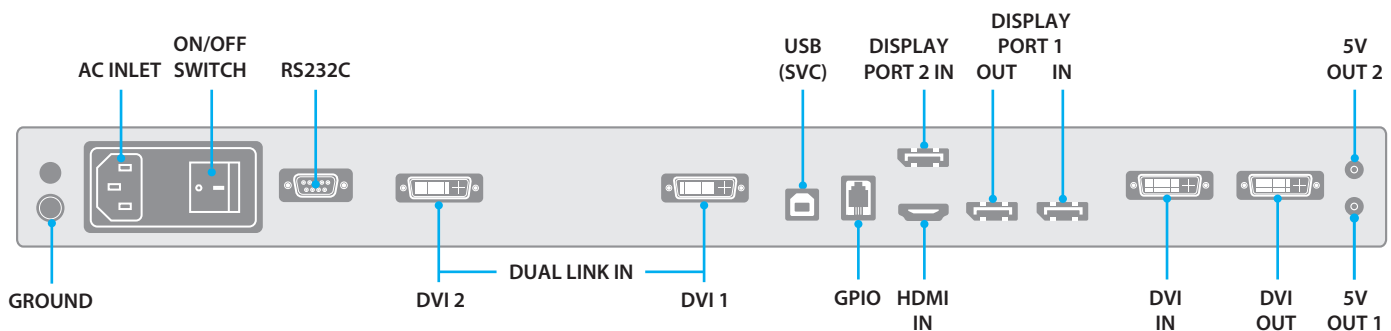 AC INLET
ON/OFF
SWITCH
RS232C
USB
(SVC)
DISPLAY
PORT 2 IN
DISPLAY
PORT 1
OUT
IN
5V
OUT 2
GROUND
DUAL LINK IN
DVI 2
DVI 1
GPIO
HDMI
IN
DVI
IN
DVI
OUT
5V
OUT 1